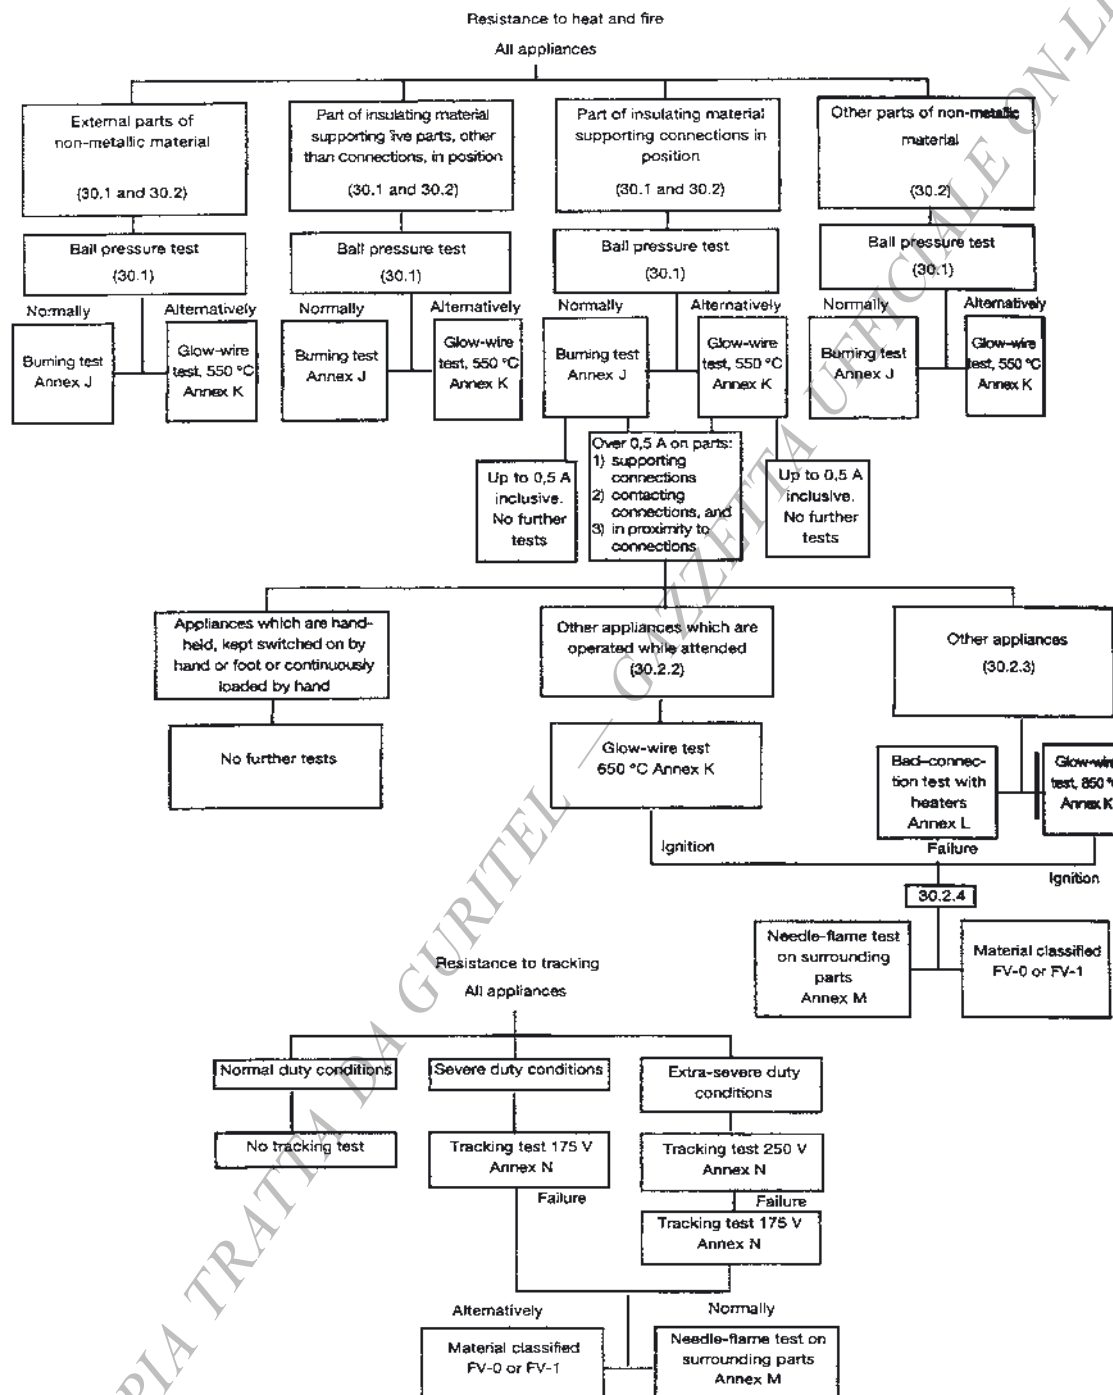 Resistance to heat and fire
All appliances
External parts of
non-metallic material
(30.1 and 30.2)
Part of insulating material
supporting live parts, other
than Connections, in position
(30.1 and 30.2)
Part of insulating material
supporting connections in
position
(30.1 and 30.2)
Other parts of non-metallic
material
(30.2)
Ball pressure test
(30.1)
Ball pressure test
(30.1)
Ball pressure test
(30.1)
Ball pressure test
(30.1)
Normally
Alternatively
Normally
Alternatively
Normally
Alternatively
Normally
Alternatively
Burning test
Annex J
Glow-wire
test, 550 °C
Annex K
Burning test
Annex J
Glow-wire
test, 550 °C
Annex K
Burning test
Annex J
Glow-wire
test, 550 °C
Annex K
Burning test
Annex J
Glow-wire
test, 550 °C
Annex K
Up to 0,5 A
inclusive.
No further
tests
Over 0,5 A on parts:
1) supporting
connections
2) contacting
connections, and
3) in proximity to
connections
Up to 0,5 A
inclusive.
No further
tests
Appliances which are hand-
held, kept switched on by
hand or foot or continuously
loaded by hand
Other appliances which are
operated while attended
(30.2.2)
Other appliances
(30.2.3)
No further tests
Glow-wire test
650 °C Annex K
Bad-connec-
tion test with
heaters
Annex L
Glow-wire
test, 850 °C
Annex K
Ignition
Failure
Ignition
30.2.4
Needle-flame test
on surrounding
parts
Annex M
Material classified
FV-0 or FV-1
Resistance to tracking
All appliances
Normal duty conditions
Severe duty conditions
Extra-severe duty
conditions
No tracking test
Tracking test 175 V
Annex N
Tracking test 250 V
Annex N
Failure
Failure
Tracking test 175 V
Annex N
Alternatively
Normally
Material classified
FV-0 or FV-1
Needle-flame test on
surrounding parts
Annex M
PIA TRATTA DA GURITEL — GAZZETTA UFFICIALE ON-LI